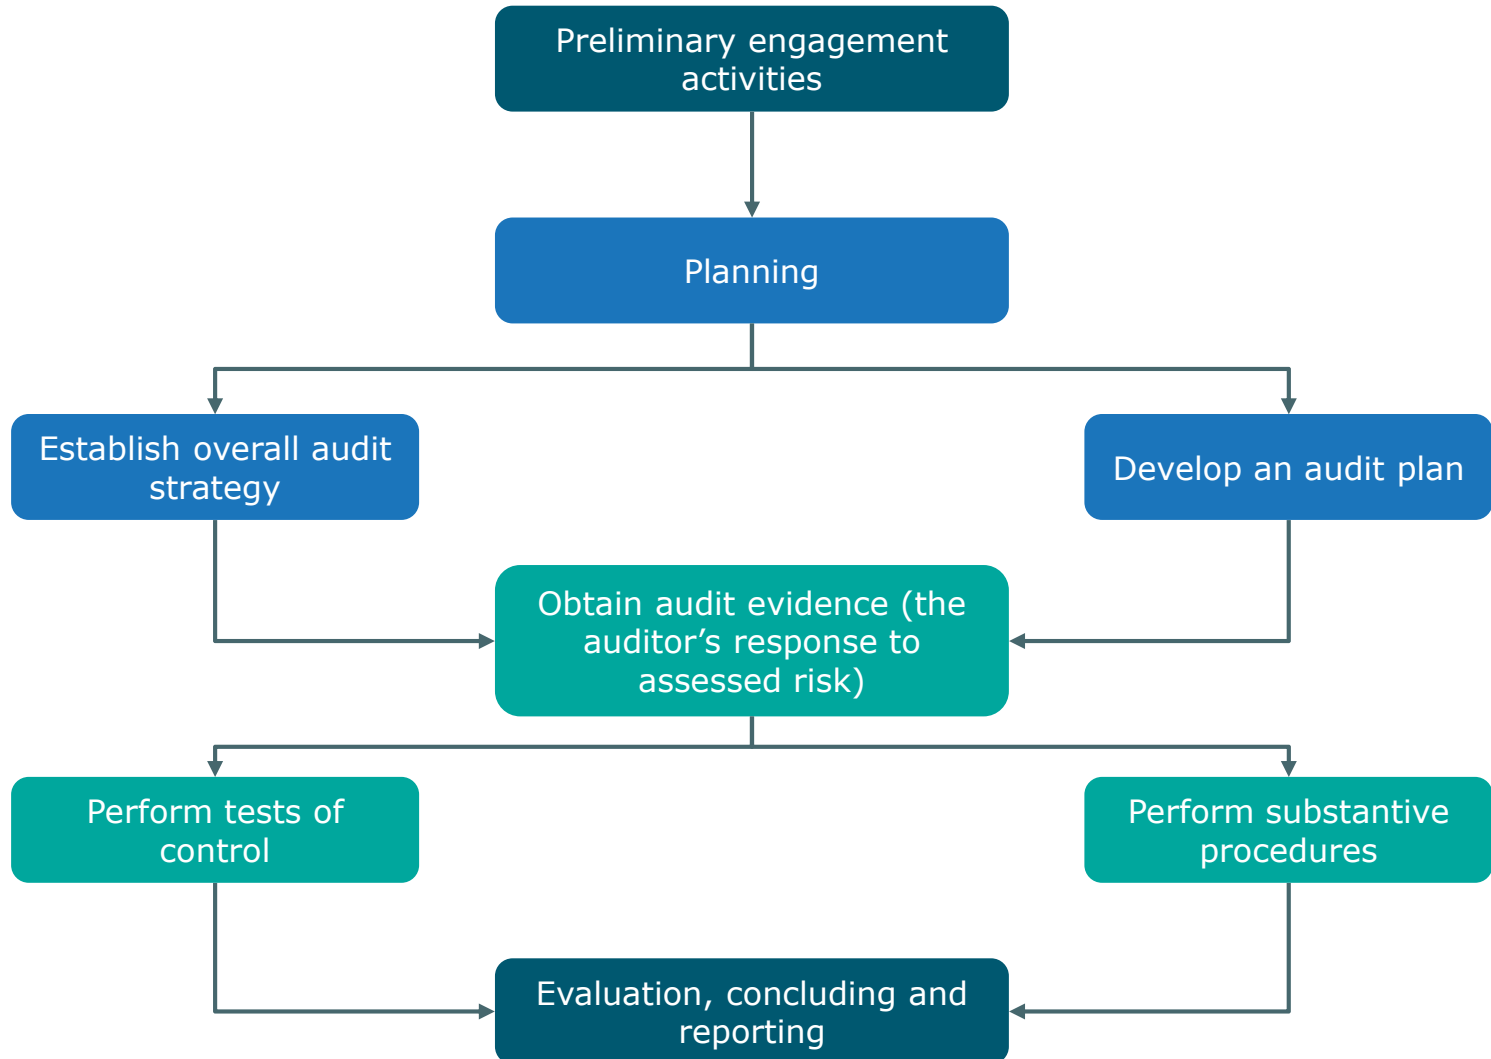 Preliminary engagement
activities
Planning
Establish overall audit
strategy
Develop an audit plan
Obtain audit evidence (the
auditor’s response to
assessed risk)
Perform tests of
control
Perform substantive
procedures
Evaluation, concluding and
reporting